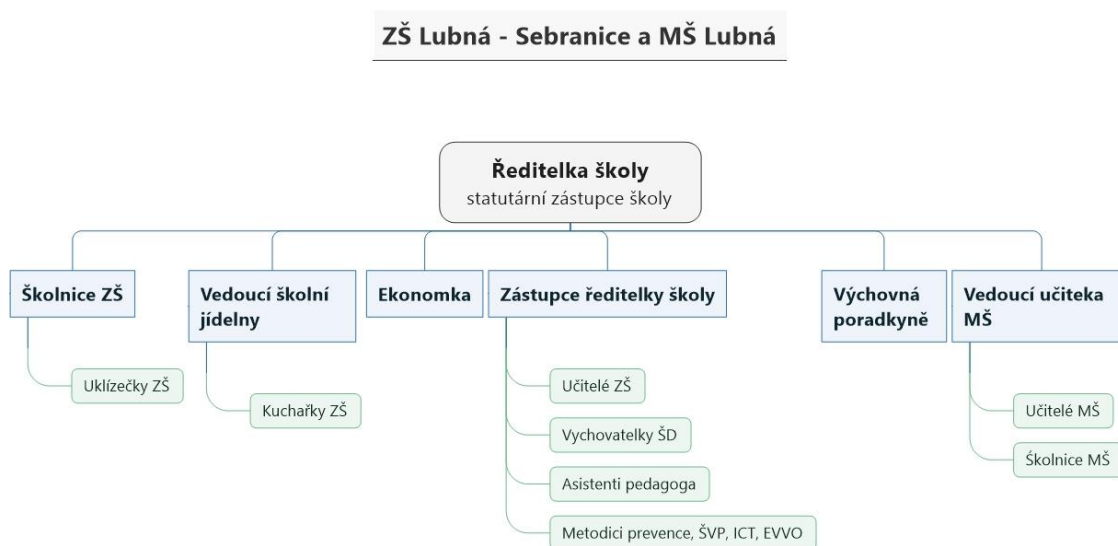 ZŠ Lubná - Sebranice a MŠ Lubná
Ředitelka školy
statutární zástupce školy
Školnice ZŠ
Vedoucí školní
jídelny
Ekonomka
Zástupce ředitelky školy
Výchovná
poradkyně
Vedoucí učiteka
MŠ
Uklízečky ZŠ
Kuchařky ZŠ
Učitelé ZŠ
Vychovatelky ŠD
Asistenti pedagoga
Metodici prevence, ŠVP, ICT, EVVO
Učitelé MŠ
Śkolnice MŠ